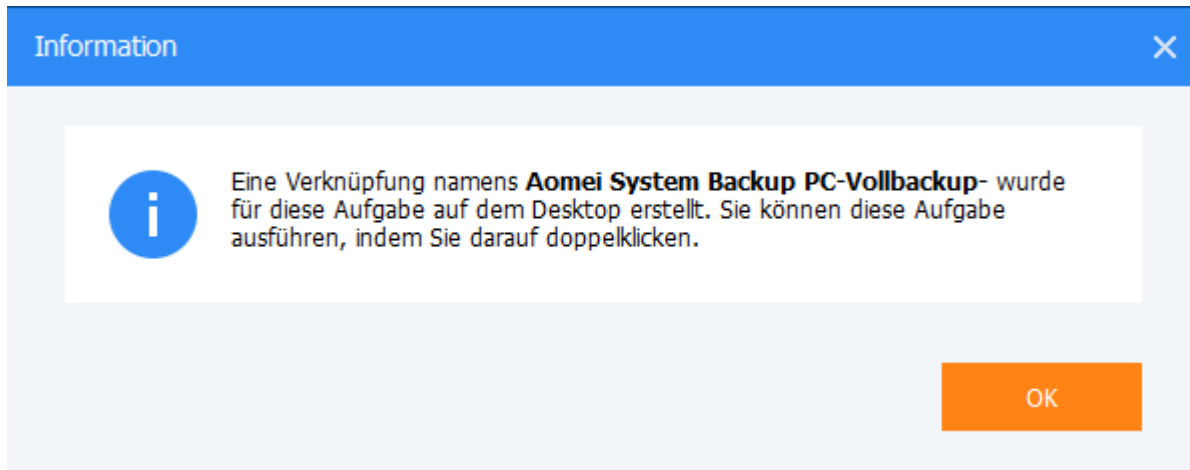 Information
Eine Verknüpfung namens Aomei System Backup PC-Vollbackup- wurde
für diese Aufgabe auf dem Desktop erstellt. Sie können diese Aufgabe
ausführen, indem Sie darauf doppelklicken.
OK